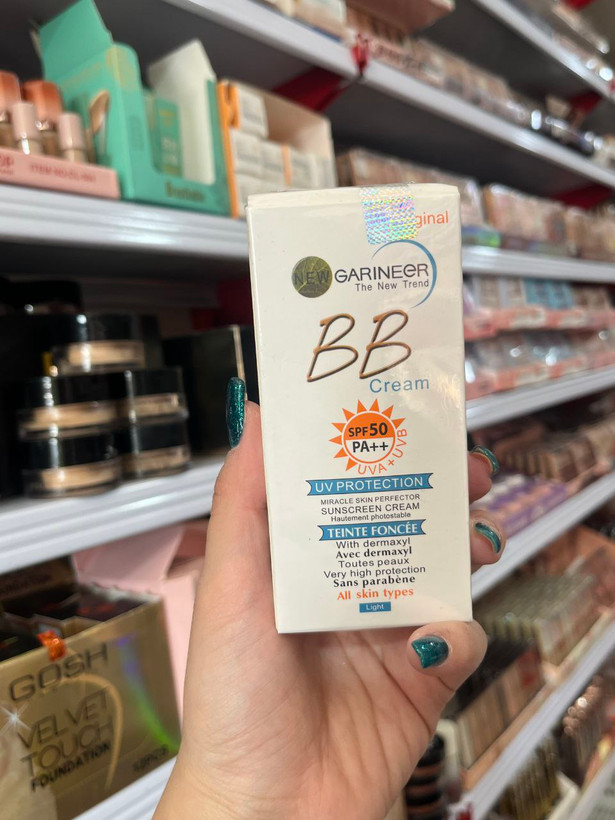 ginal
NEW
GARINEER
The New Trend
BB
Cream
SPF50
PA++
UVA+UVB
UV PROTECTION
MIRACLE SKIN PERFECTOR
SUNSCREEN CREAM
Hautement photostable
TEINTE FONCÉE
With dermaxyl
Avec dermaxyl
Toutes peaux
Very high protection
Sans parabène
All skin types
Light
GOSH
VELVET
TOUCH
FOUNDATION